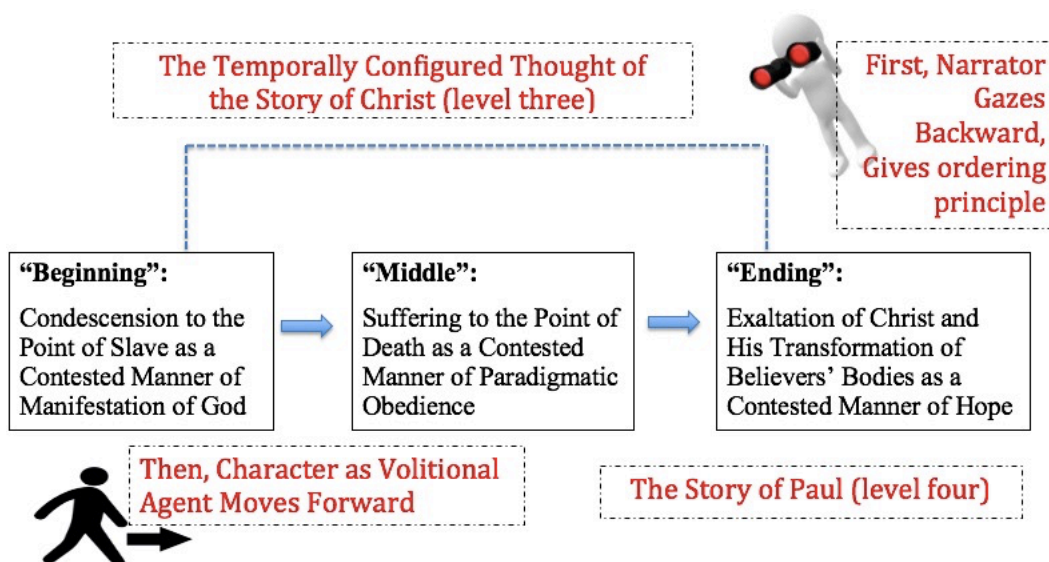 The Temporally Configured Thought of
the Story of Christ (level three)
First, Narrator
Gazes
Backward,
Gives ordering
principle
“Beginning”:
Condescension to the
Point of Slave as a
Contested Manner of
Manifestation of God
“Middle”:
Suffering to the Point of
Death as a Contested
Manner of Paradigmatic
Obedience
“Ending”:
Exaltation of Christ and
His Transformation of
Believers’ Bodies as a
Contested Manner of Hope
Then, Character as Volitional
Agent Moves Forward
The Story of Paul (level four)